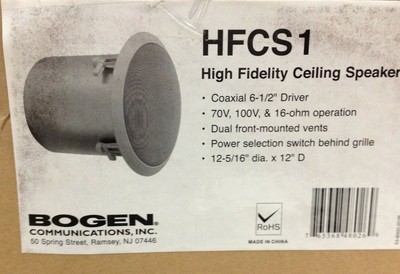 HFCS1
High Fidelity Ceiling Speaker
• Coaxial 6-1/2" Driver
• 70V, 100V, & 16-ohm operation
• Dual front-mounted vents
• Power selection switch behind grille
• 12-5/16" dia. x 12" D
BOGEN
COMMUNICATIONS, INC.
50 Spring Street, Ramsey, NJ 07446
RoHS
MADE IN CHINA